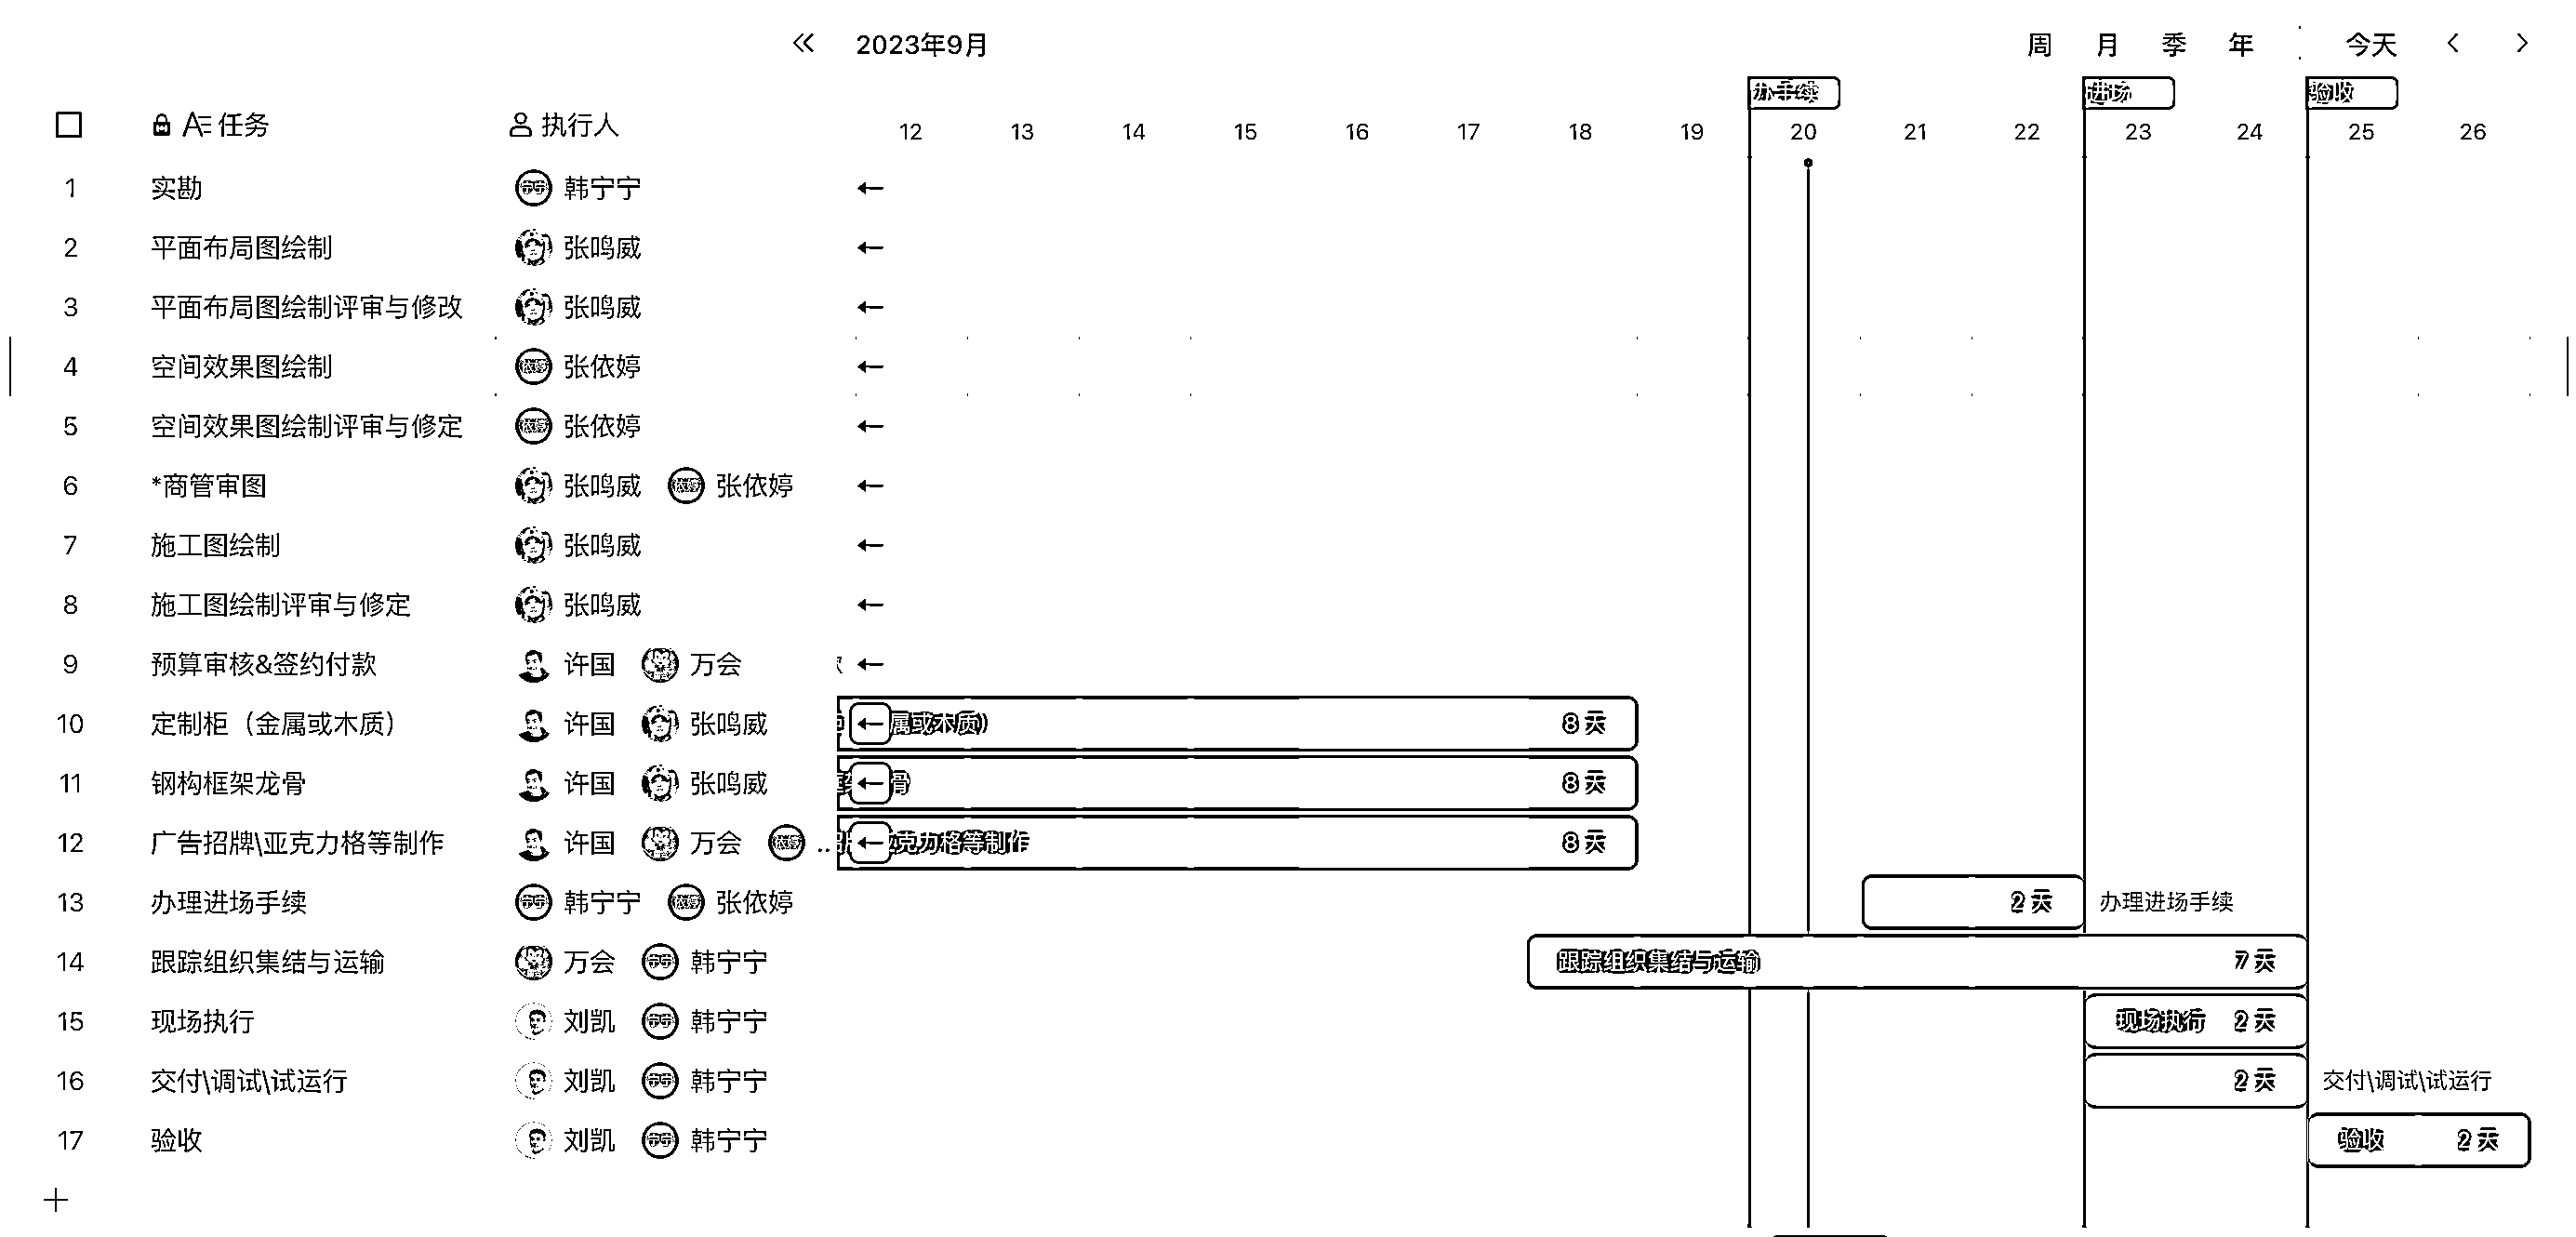 2023年9月 周 月 季 年 今天
办手续 进场 验收
任务 执行人 12 13 14 15 16 17 18 19 20 21 22 23 24 25 26
1 实勘 韩宁宁
2 平面布局图绘制 张鸣威
3 平面布局图绘制评审与修改 张鸣威
4 空间效果图绘制 张依婷
5 空间效果图绘制评审与修定 张依婷
6 *商管审图 张鸣威 张依婷
7 施工图绘制 张鸣威
8 施工图绘制评审与修定 张鸣威
9 预算审核&签约付款 许国 万会
10 定制柜（金属或木质） 许国 张鸣威 属或木质） 8 天
11 钢构框架龙骨 许国 张鸣威 骨 8 天
12 广告招牌\亚克力格等制作 许国 万会 ... 克力格等制作 8 天
13 办理进场手续 韩宁宁 张依婷 2 天 办理进场手续
14 跟踪组织集结与运输 万会 韩宁宁 跟踪组织集结与运输 7 天
15 现场执行 刘凯 韩宁宁 现场执行 2 天
16 交付\调试\试运行 刘凯 韩宁宁 2 天 交付\调试\试运行
17 验收 刘凯 韩宁宁 验收 2 天